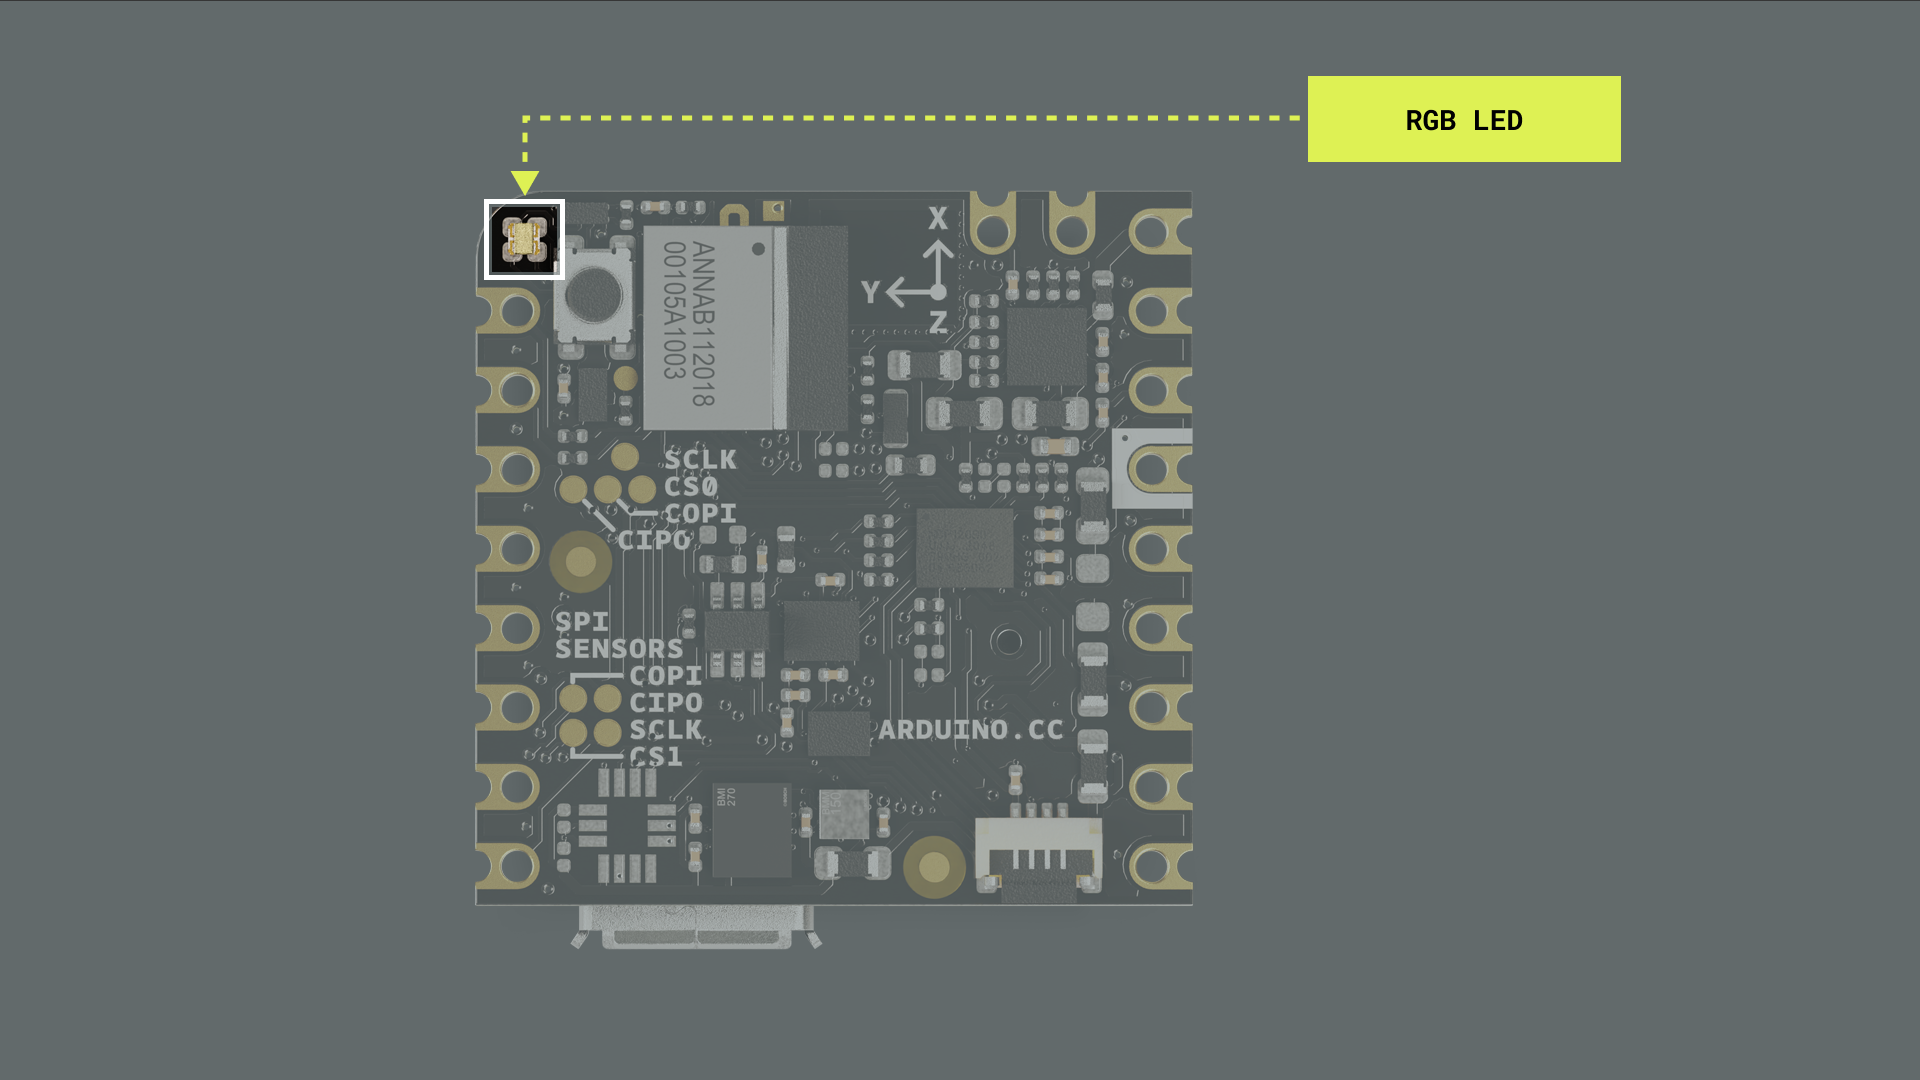 RGB LED
X
Y
Z
ANNAB112018
00105A1003
SCLK
CS0
COPI
CIPO
SPI
SENSORS
COPI
CIPO
SCLK
CS1
ARDUINO.CC
BMI
270